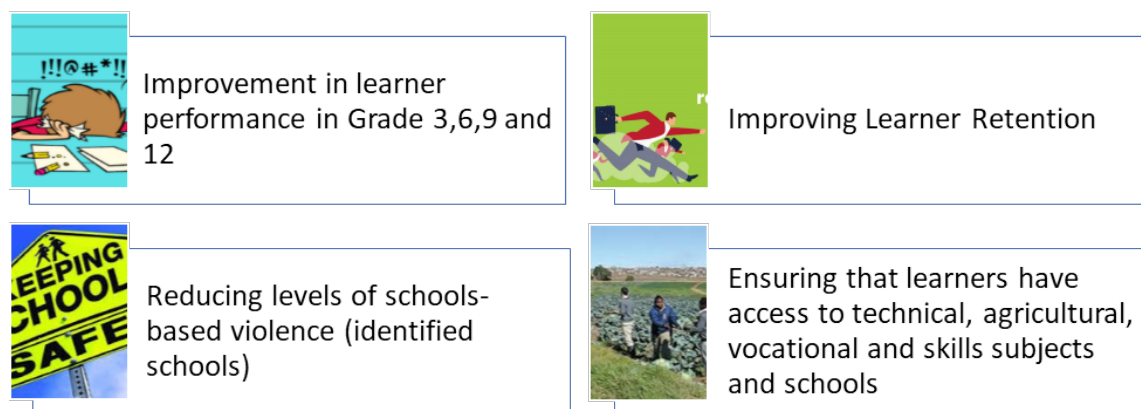 !!!@#*!!
Improvement in learner
performance in Grade 3,6,9 and
12
Improving Learner Retention
KEEPING
SCHOOL
SAFE
Reducing levels of schools-
based violence (identified
schools)
Ensuring that learners have
access to technical, agricultural,
vocational and skills subjects
and schools